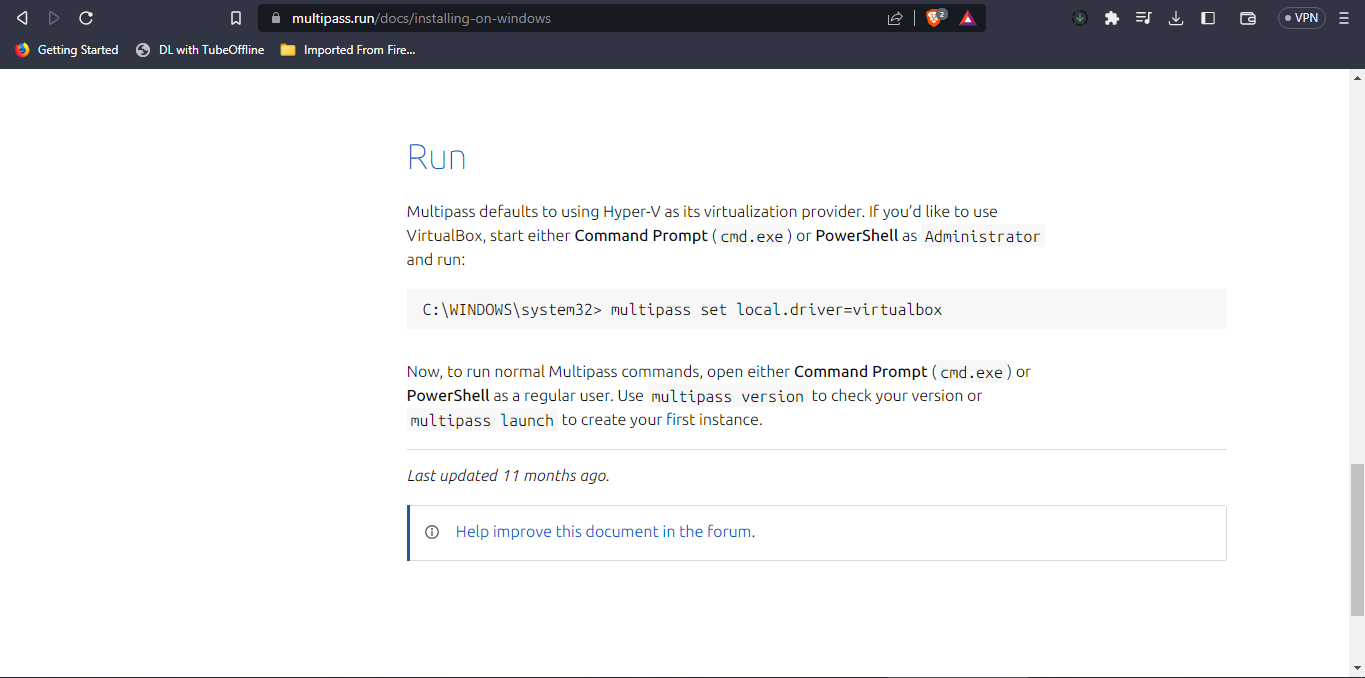 multipass.run/docs/installing-on-windows
2
VPN
Getting Started
DL with TubeOffline
Imported From Fire...
Run
Multipass defaults to using Hyper-V as its virtualization provider. If you’d like to use
VirtualBox, start either Command Prompt (cmd.exe) or PowerShell as Administrator
and run:
C:\WINDOWS\system32> multipass set local.driver=virtualbox
Now, to run normal Multipass commands, open either Command Prompt (cmd.exe) or
PowerShell as a regular user. Use multipass version to check your version or
multipass launch to create your first instance.
Last updated 11 months ago.
Help improve this document in the forum.